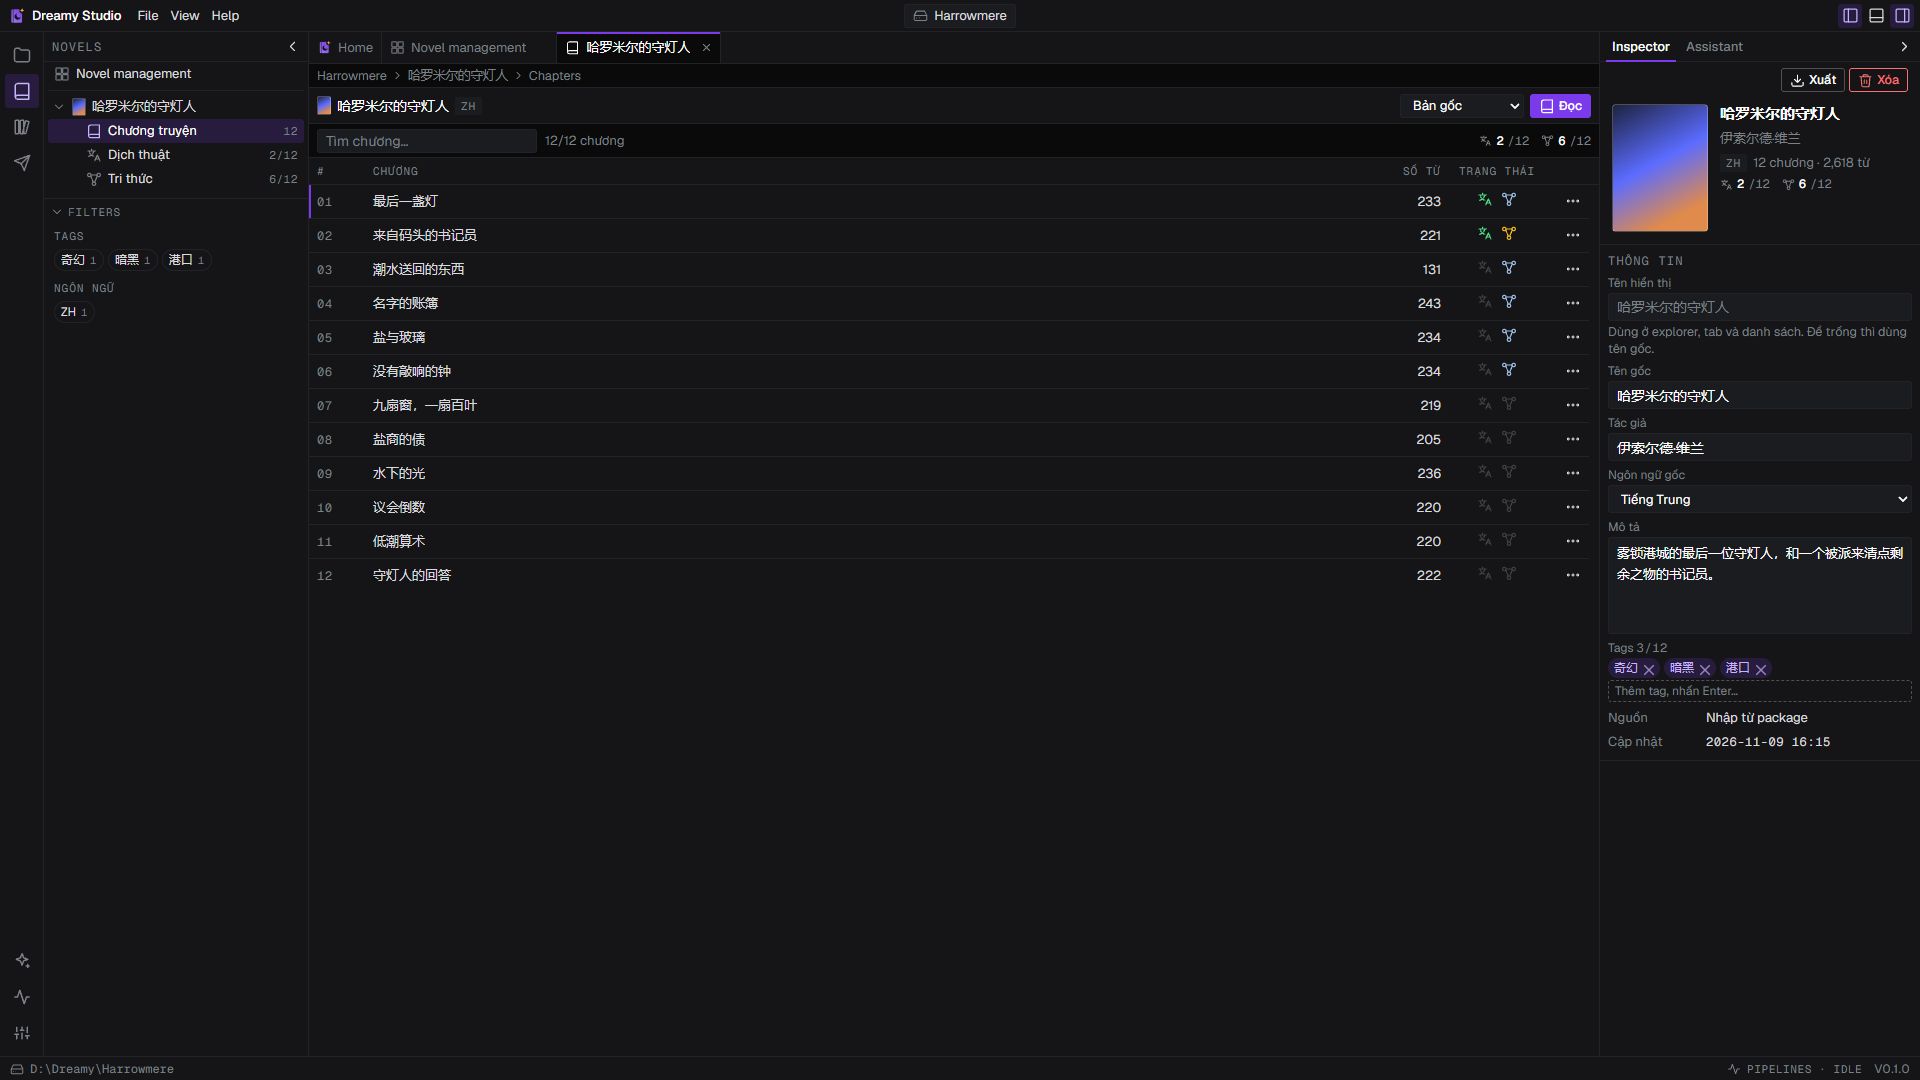 Dreamy Studio File View Help
Harrowmere
NOVELS
Novel management
哈罗米尔的守灯人
Chương truyện 12
Dịch thuật 2/12
Tri thức 6/12
FILTERS
TAGS
奇幻 1 暗黑 1 港口 1
NGÔN NGỮ
ZH 1
Home Novel management 哈罗米尔的守灯人
Harrowmere > 哈罗米尔的守灯人 > Chapters
哈罗米尔的守灯人 ZH
Bản gốc Đọc
Tìm chương... 12/12 chương
2 /12 6 /12
# CHƯƠNG SỐ TỪ TRẠNG THÁI
01 最后一盏灯 233
02 来自码头的书记员 221
03 潮水送回的东西 131
04 名字的账簿 243
05 盐与玻璃 234
06 没有敲响的钟 234
07 九扇窗，一扇百叶 219
08 盐商的债 205
09 水下的光 236
10 议会倒数 220
11 低潮算术 220
12 守灯人的回答 222
Inspector Assistant
Xuất Xóa
哈罗米尔的守灯人
伊索尔德·维兰
ZH 12 chương · 2,618 từ
2 /12 6 /12
THÔNG TIN
Tên hiển thị
哈罗米尔的守灯人
Dùng ở explorer, tab và danh sách. Để trống thì dùng
tên gốc.
Tên gốc
哈罗米尔的守灯人
Tác giả
伊索尔德·维兰
Ngôn ngữ gốc
Tiếng Trung
Mô tả
雾锁港城的最后一位守灯人，和一个被派来清点剩
余之物的书记员。
Tags 3/12
奇幻 暗黑 港口
Thêm tag, nhấn Enter...
Nguồn Nhập từ package
Cập nhật 2026-11-09 16:15
D:\Dreamy\Harrowmere
PIPELINES · IDLE V0.1.0